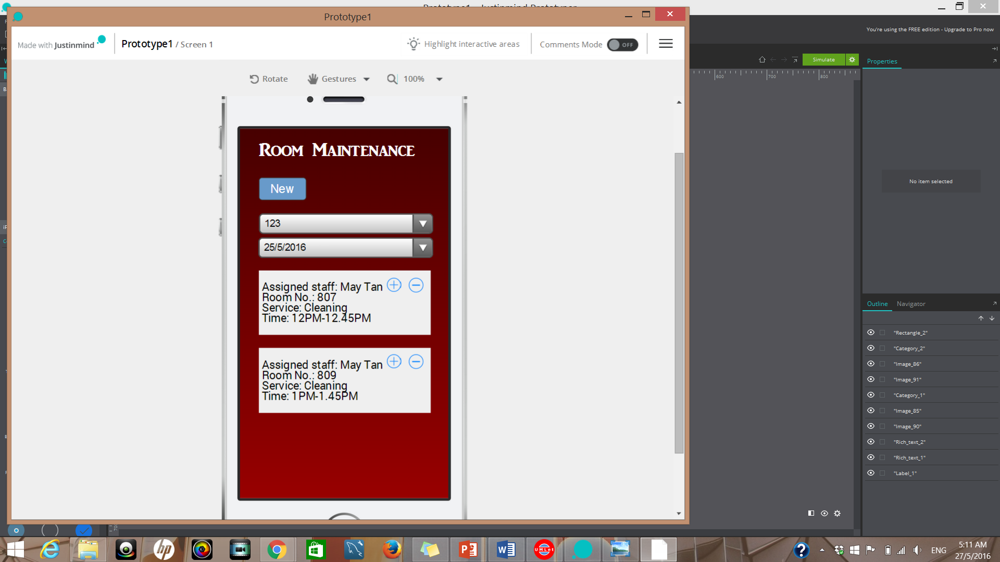 Prototype1
You're using the FREE edition - Upgrade to Pro now
Made with Justinmind
Prototype1 / Screen 1
Highlight interactive areas
Comments Mode
OFF
Rotate
Gestures
100%
Simulate
Properties
600
700
800
ROOM MAINTENANCE
New
123
25/5/2016
Assigned staff: May Tan
Room No.: 807
Service: Cleaning
Time: 12PM-12.45PM
Assigned staff: May Tan
Room No.: 809
Service: Cleaning
Time: 1PM-1.45PM
No item selected
Outline
Navigator
"Rectangle_2"
"Category_2"
"Image_86"
"Image_91"
"Category_1"
"Image_85"
"Image_90"
"Rich_text_2"
"Rich_text_1"
"Label_1"
hp
UMLet
ENG
5:11 AM
27/5/2016